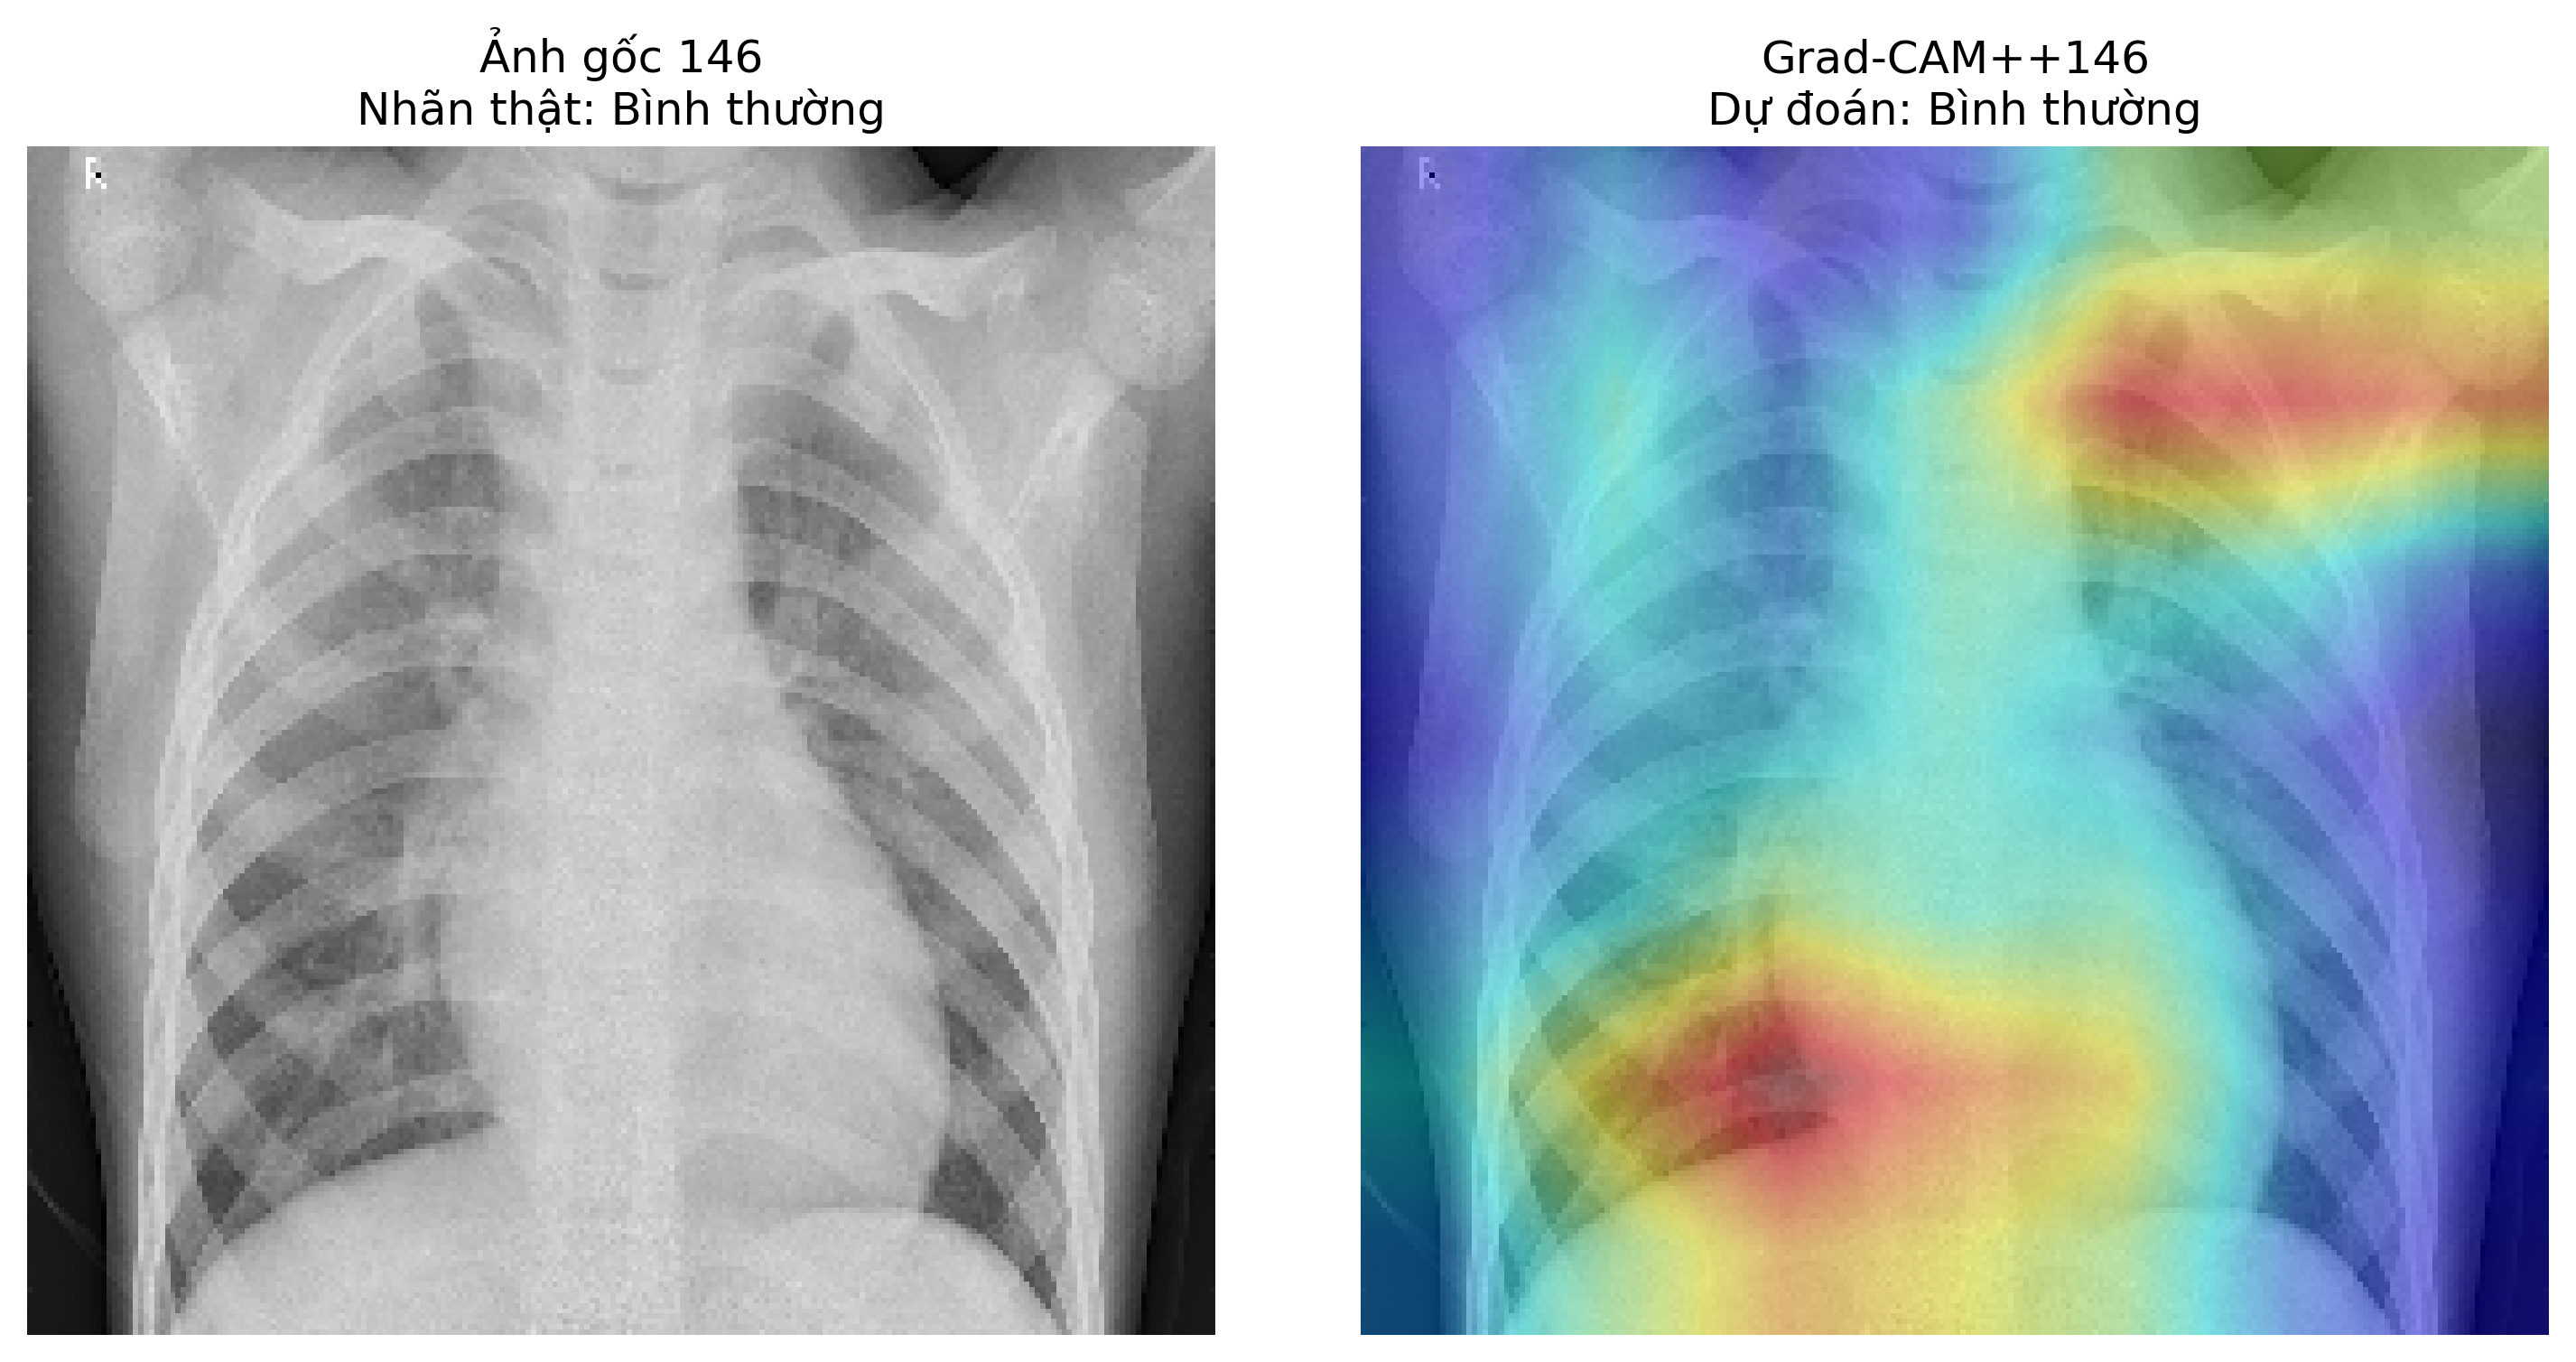 Ảnh gốc 146
Nhãn thật: Bình thường
Grad-CAM++146
Dự đoán: Bình thường
R
R